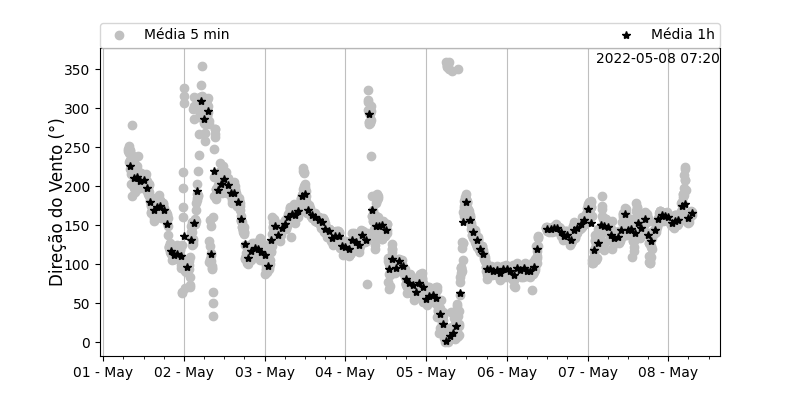 Média 5 min
Média 1h
2022-05-08 07:20
Direção do Vento (°)
350
300
250
200
150
100
50
0
01 - May
02 - May
03 - May
04 - May
05 - May
06 - May
07 - May
08 - May